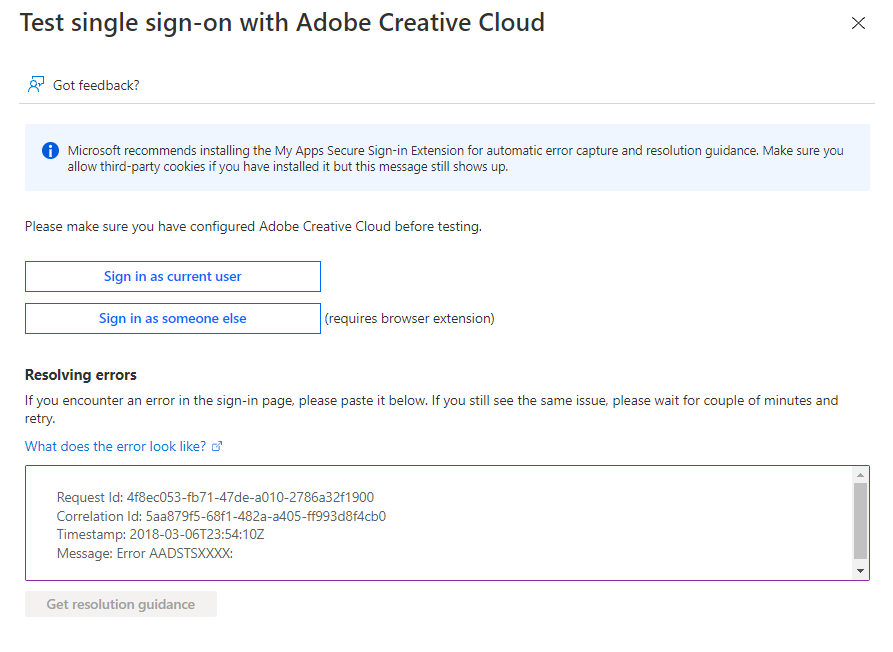 Test single sign-on with Adobe Creative Cloud
Got feedback?
Microsoft recommends installing the My Apps Secure Sign-in Extension for automatic error capture and resolution guidance. Make sure you
allow third-party cookies if you have installed it but this message still shows up.
Please make sure you have configured Adobe Creative Cloud before testing.
Sign in as current user
Sign in as someone else (requires browser extension)
Resolving errors
If you encounter an error in the sign-in page, please paste it below. If you still see the same issue, please wait for couple of minutes and
retry.
What does the error look like?
Request Id: 4f8ec053-fb71-47de-a010-2786a32f1900
Correlation Id: 5aa879f5-68f1-482a-a405-ff993d8f4cb0
Timestamp: 2018-03-06T23:54:10Z
Message: Error AADSTSXXXX:
Get resolution guidance